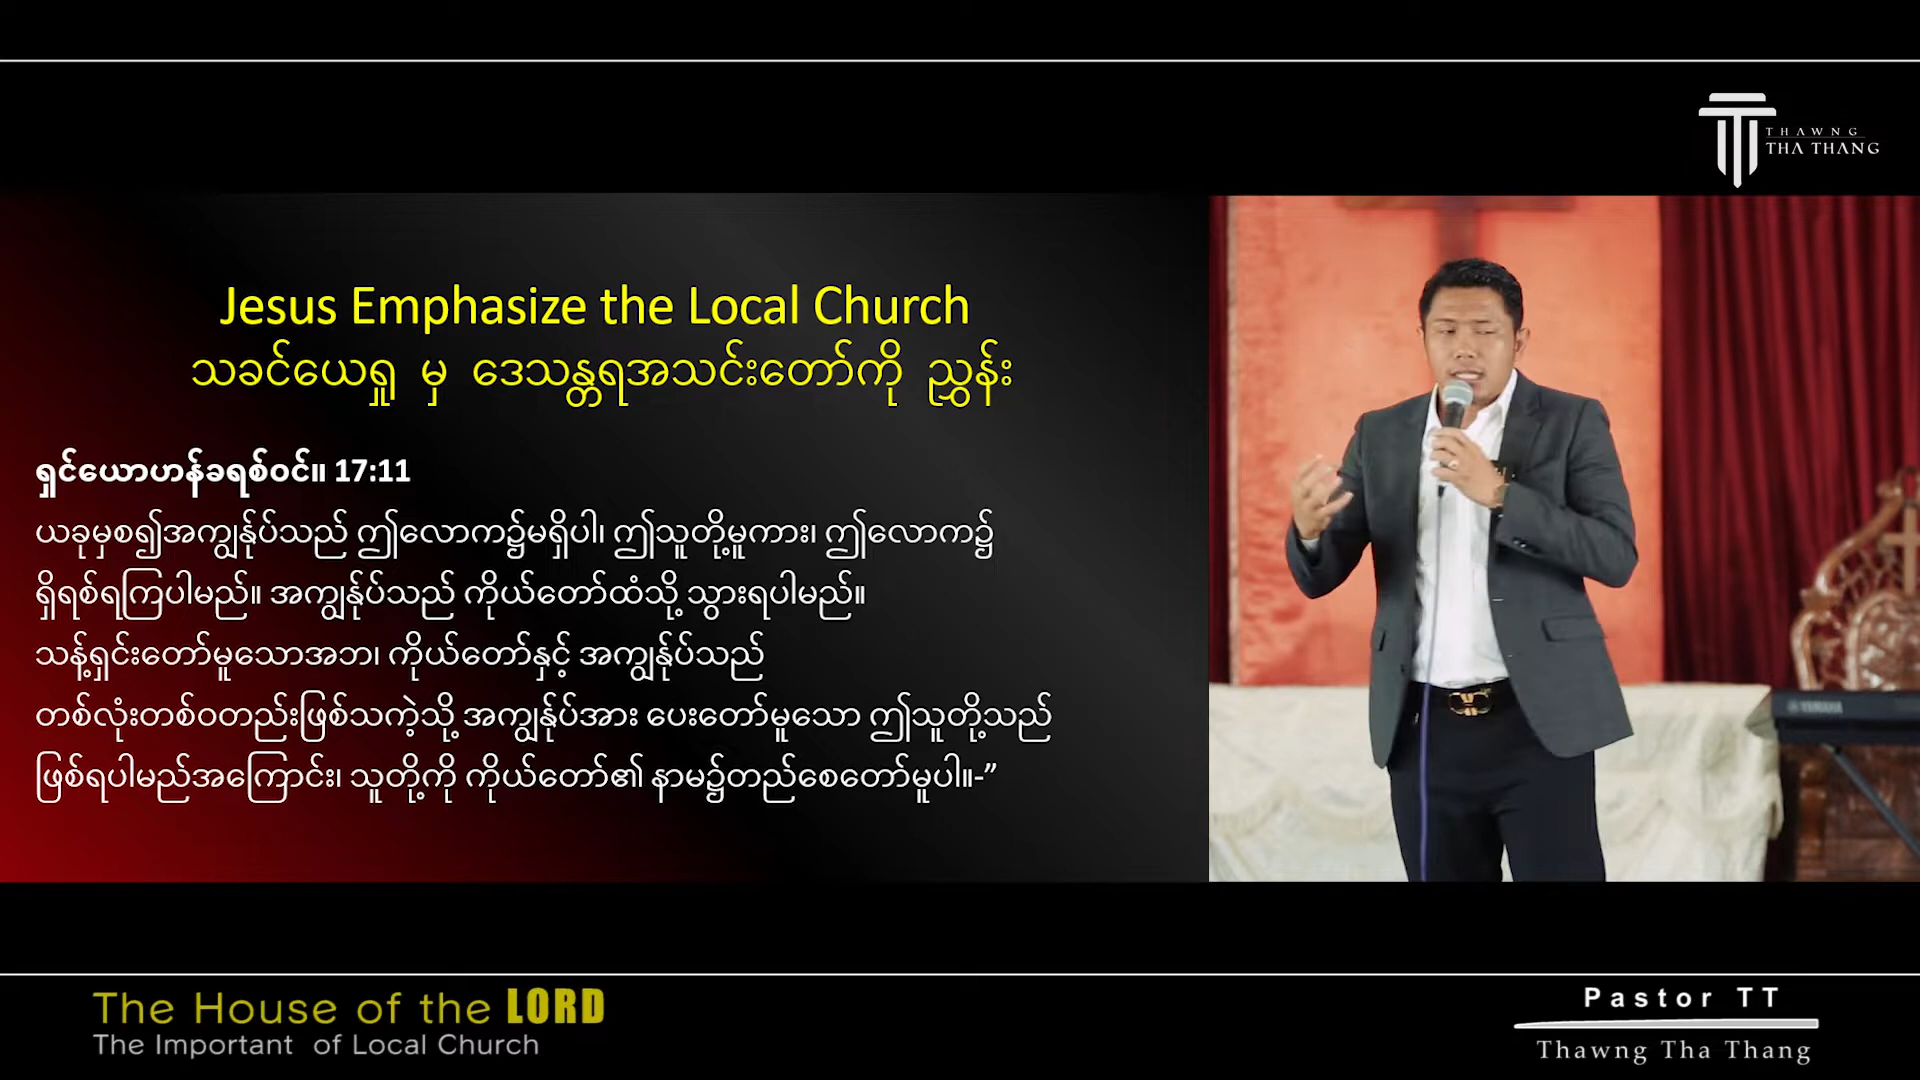 THAWNG
THA THANG
Jesus Emphasize the Local Church
သခင်ယေရှု မှ ဒေသန္တရအသင်းတော်ကို ညွှန်း
ရှင်ယောဟန်ခရစ်ဝင်။ 17:11
ယခုမှစ၍အကျွန်ုပ်သည် ဤလောက၌မရှိပါ၊ ဤသူတို့မူကား၊ ဤလောက၌
ရှိရစ်ရကြပါမည်။ အကျွန်ုပ်သည် ကိုယ်တော်ထံသို့ သွားရပါမည်။
သန့်ရှင်းတော်မူသောအဘ၊ ကိုယ်တော်နှင့် အကျွန်ုပ်သည်
တစ်လုံးတစ်ဝတည်းဖြစ်သကဲ့သို့ အကျွန်ုပ်အား ပေးတော်မူသော ဤသူတို့သည်
ဖြစ်ရပါမည်အကြောင်း၊ သူတို့ကို ကိုယ်တော်၏ နာမ၌တည်စေတော်မူပါ။-”
YAMAHA
The House of the LORD
The Important of Local Church
Pastor TT
Thawng Tha Thang